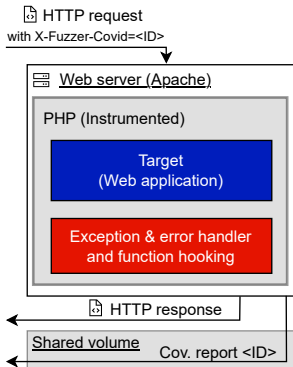 HTTP request
with X-Fuzzer-Covid=<ID>
Web server (Apache)
PHP (Instrumented)
Target
(Web application)
Exception & error handler
and function hooking
HTTP response
Shared volume
Cov. report <ID>